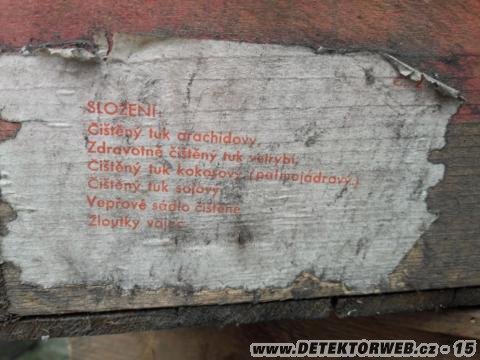 SLOŽENÍ:
Čištěný tuk arachidový,
Zdravotně čištěný tuk velrybí,
Čištěný tuk kokosový (palmojádrový,)
Čištěný tuk sojový,
Vepřové sádlo čištěné
Žloutky vajec
www.DETEKTORWEB.cz - 15